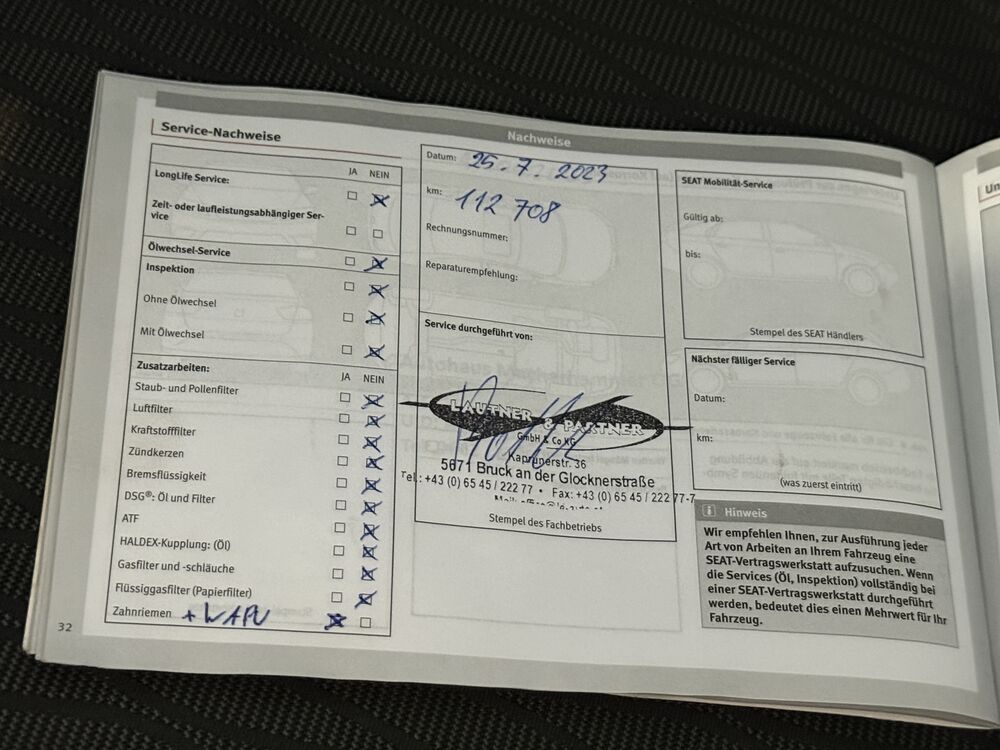 Service-Nachweise
Nachweise
JA NEIN
LongLife Service:
Zeit- oder laufleistungsabhängiger Ser-
vice
Ölwechsel-Service
Inspektion
Ohne Ölwechsel
Mit Ölwechsel
Zusatzarbeiten: JA NEIN
Staub- und Pollenfilter
Luftfilter
Kraftstofffilter
Zündkerzen
Bremsflüssigkeit
DSG®: Öl und Filter
ATF
HALDEX-Kupplung: (Öl)
Gasfilter und -schläuche
Flüssiggasfilter (Papierfilter)
Zahnriemen + WAPU
32
Datum: 25.7.2023
km: 112 708
Rechnungsnummer:
Reparaturempfehlung:
Service durchgeführt von:
LAUTNER & PARTNER
GmbH & Co KG
Kaprunerstr. 36
5671 Bruck an der Glocknerstraße
Tel.: +43 (0) 65 45 / 222 77 • Fax: +43 (0) 65 45 / 222 77-7
Stempel des Fachbetriebs
SEAT Mobilität-Service
Gültig ab:
bis:
Stempel des SEAT Händlers
Nächster fälliger Service
Datum:
km:
(was zuerst eintritt)
i Hinweis
Wir empfehlen Ihnen, zur Ausführung jeder
Art von Arbeiten an Ihrem Fahrzeug eine
SEAT-Vertragswerkstatt aufzusuchen. Wenn
die Services (Öl, Inspektion) vollständig bei
einer SEAT-Vertragswerkstatt durchgeführt
werden, bedeutet dies einen Mehrwert für Ihr
Fahrzeug.
Un